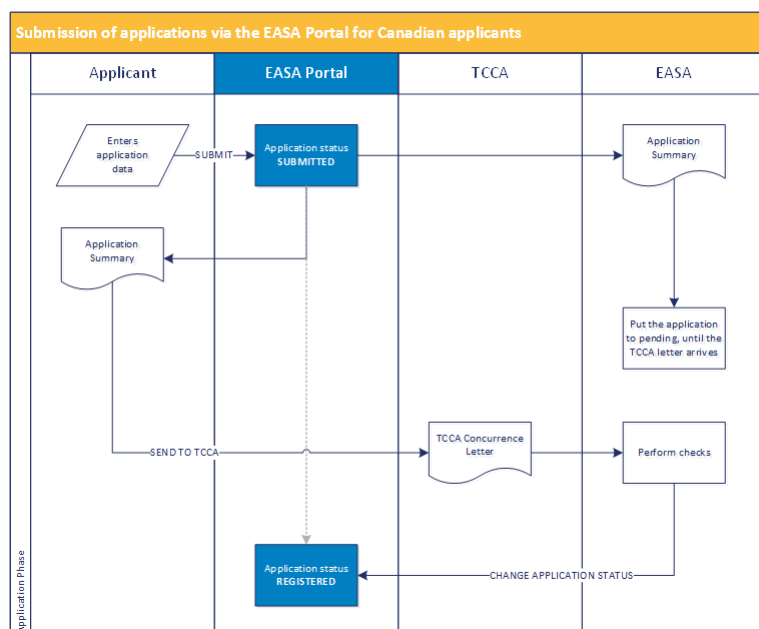 Submission of applications via the EASA Portal for Canadian applicants
Applicant
EASA Portal
TCCA
EASA
Enters
application
data
SUBMIT
Application status
SUBMITTED
Application
Summary
Application
Summary
Put the application
to pending, until the
TCCA letter arrives
SEND TO TCCA
TCCA Concurrence
Letter
Perform checks
Application status
REGISTERED
CHANGE APPLICATION STATUS
Application Phase